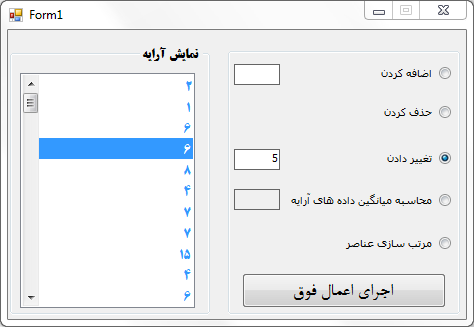 Form1
نمایش آرایه
۲
۱
۶
۶
۸
۴
۷
۷
۱۵
۴
۶
اضافه کردن
حذف کردن
تغییر دادن
5
محاسبه میانگین داده های آرایه
مرتب سازی عناصر
اجرای اعمال فوق